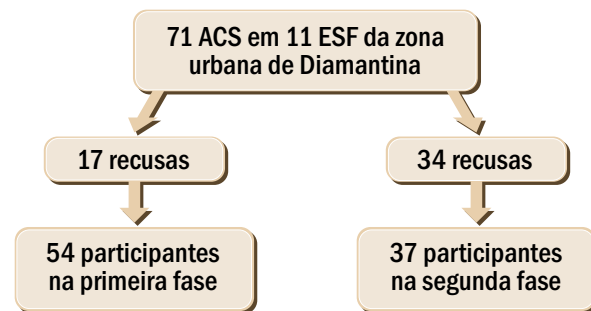 71 ACS em 11 ESF da zona
urbana de Diamantina
17 recusas
34 recusas
54 participantes
na primeira fase
37 participantes
na segunda fase